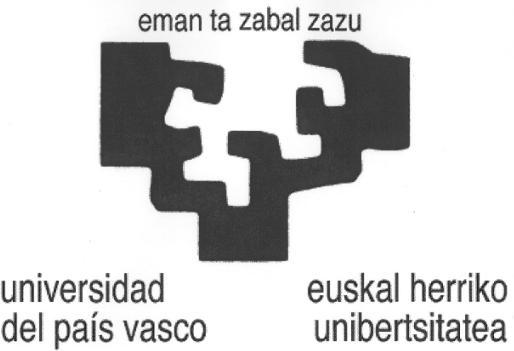 eman ta zabal zazu
universidad
del país vasco
euskal herriko
unibertsitatea